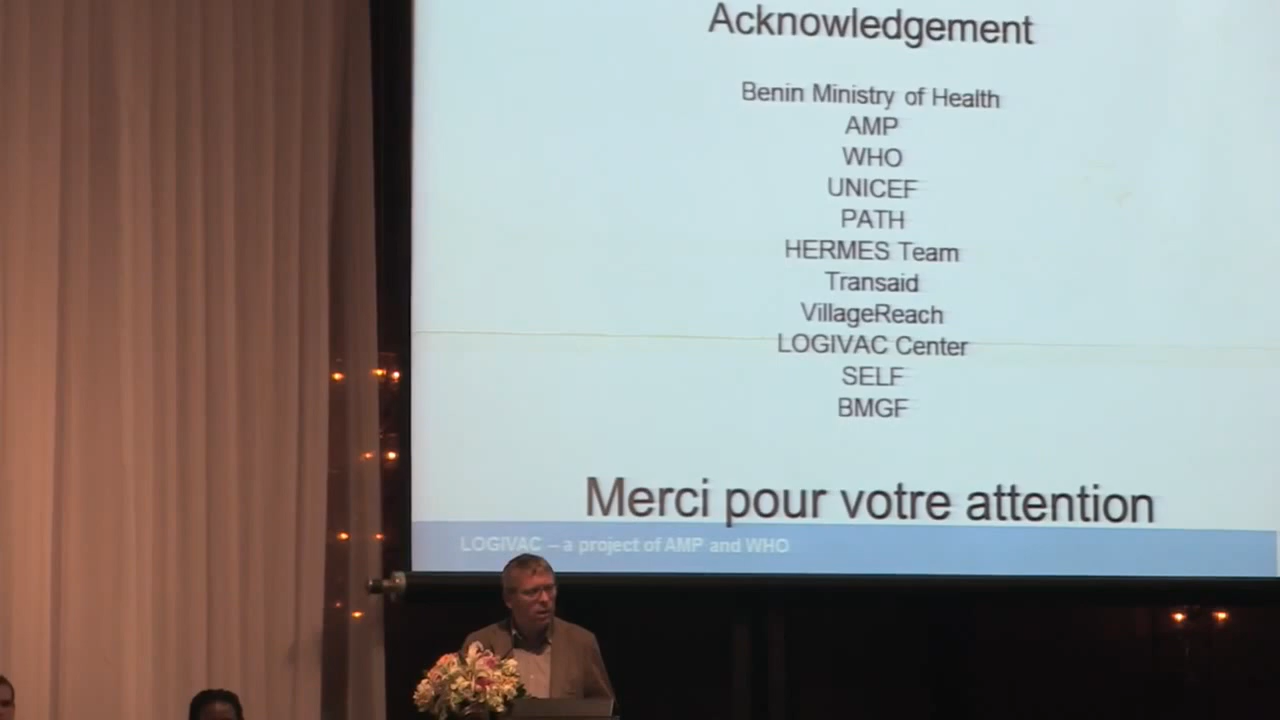 Acknowledgement
Benin Ministry of Health
AMP
WHO
UNICEF
PATH
HERMES Team
Transaid
VillageReach
LOGIVAC Center
SELF
BMGF
Merci pour votre attention
LOGIVAC – a project of AMP and WHO